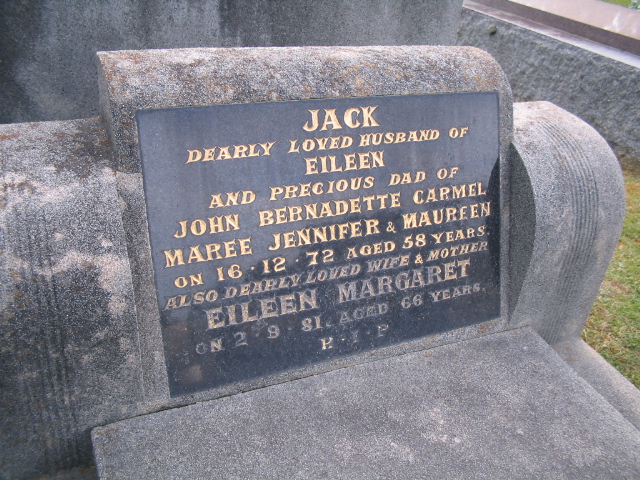 JACK
DEARLY LOVED HUSBAND OF
EILEEN
AND PRECIOUS DAD OF
JOHN BERNADETTE CARMEL
MAREE JENNIFER & MAUREEN
ON 16·12·72 AGED 58 YEARS.
ALSO DEARLY LOVED WIFE & MOTHER
EILEEN MARGARET
ON 2·9·81. AGED 66 YEARS.
R·I·P